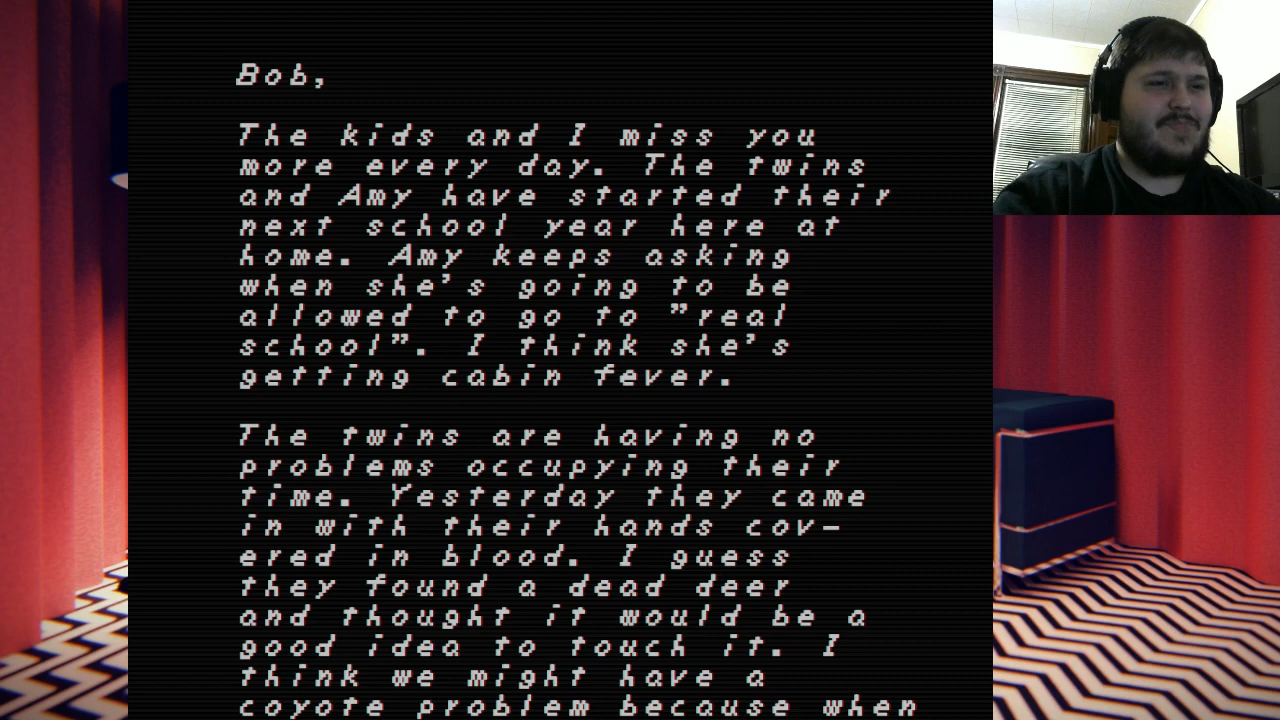 Bob,
The kids and I miss you
more every day. The twins
and Amy have started their
next school year here at
home. Amy keeps asking
when she's going to be
allowed to go to "real
school". I think she's
getting cabin fever.
The twins are having no
problems occupying their
time. Yesterday they came
in with their hands cov-
ered in blood. I guess
they found a dead deer
and thought it would be a
good idea to touch it. I
think we might have a
coyote problem because when